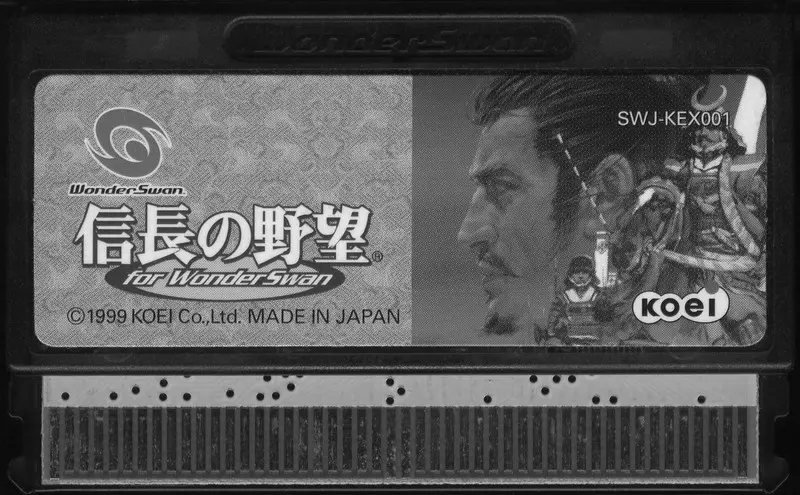 WonderSwan
SWJ-KEX001
WonderSwan
信長の野望®
for WonderSwan
KOEI
©1999 KOEI Co.,Ltd. MADE IN JAPAN